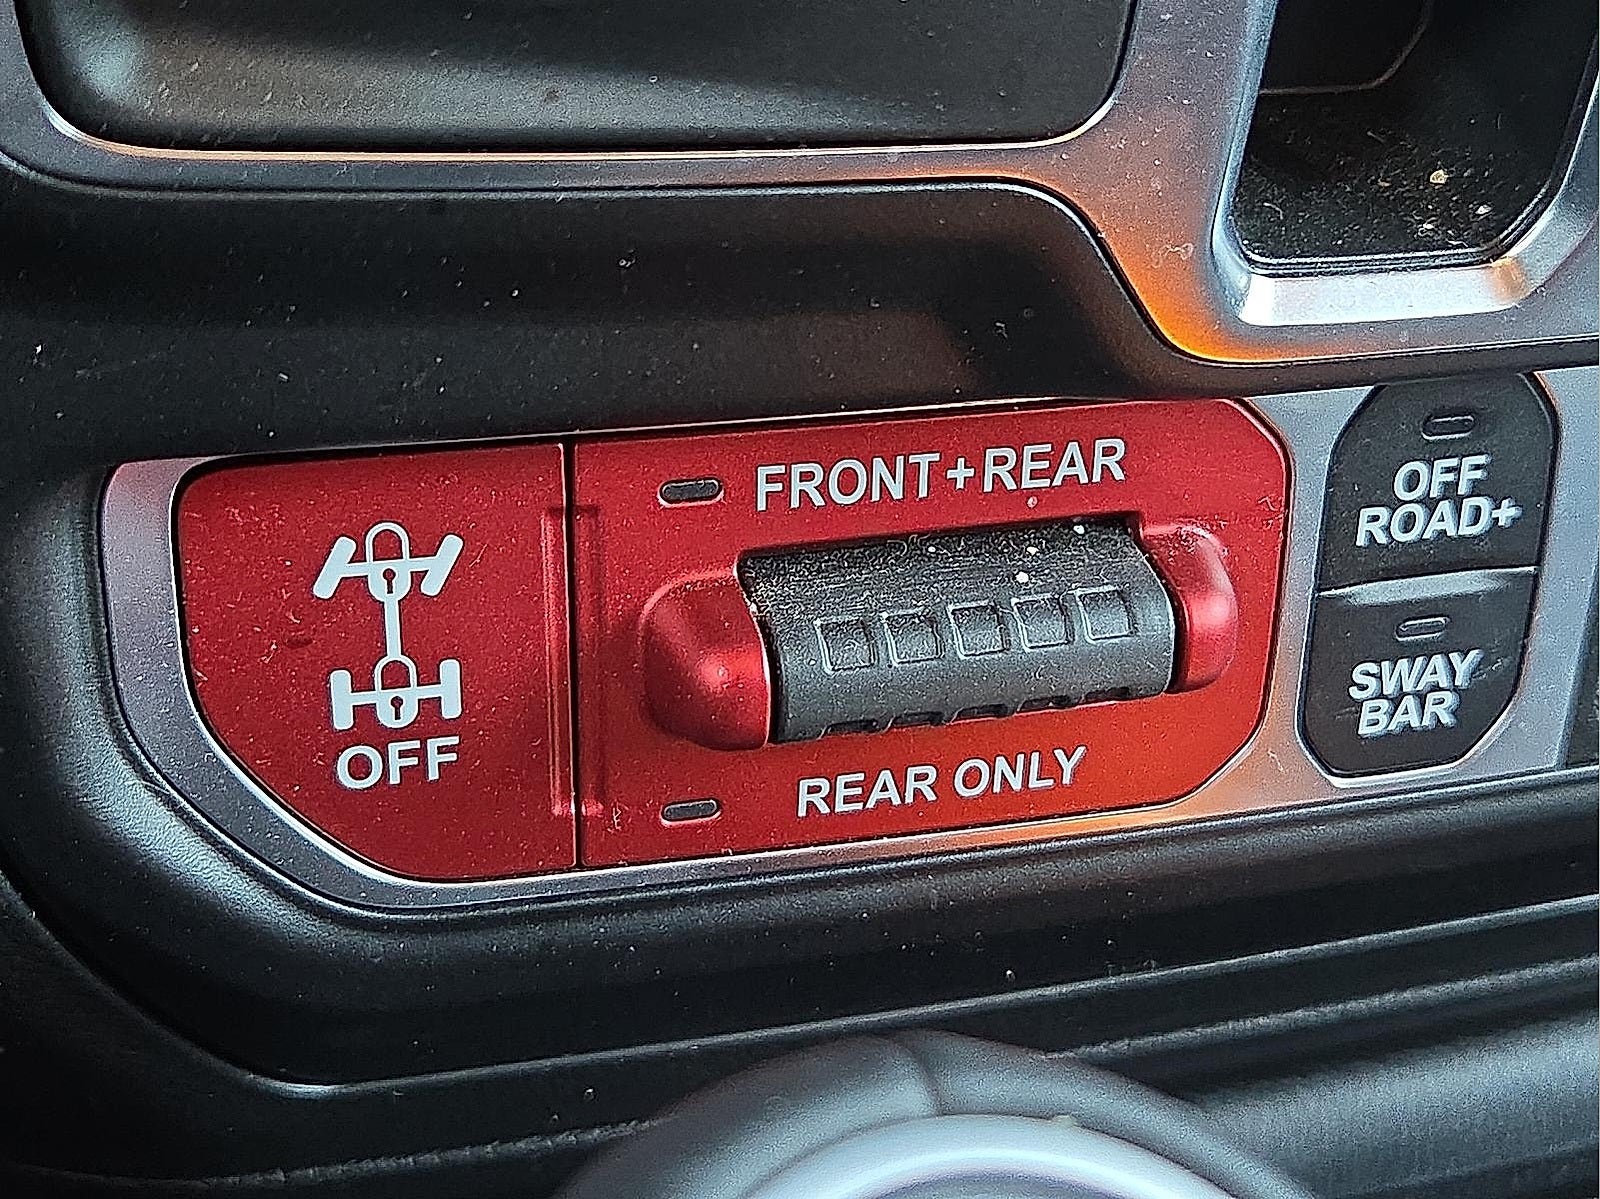 FRONT+REAR
OFF
REAR ONLY
OFF
ROAD+
SWAY
BAR